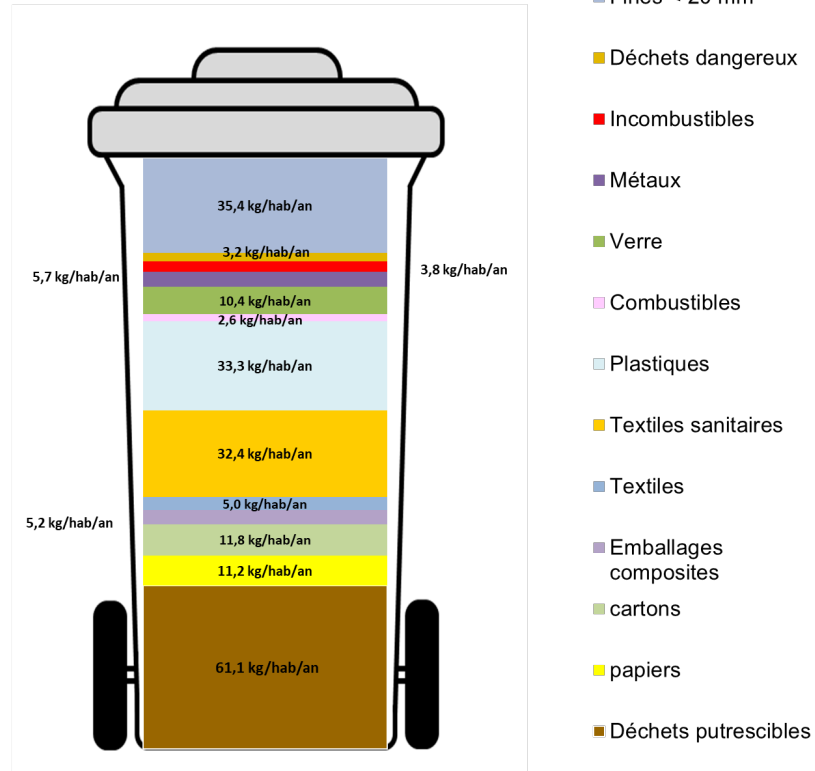 35,4 kg/hab/an
3,2 kg/hab/an
5,7 kg/hab/an
3,8 kg/hab/an
10,4 kg/hab/an
2,6 kg/hab/an
33,3 kg/hab/an
32,4 kg/hab/an
5,0 kg/hab/an
5,2 kg/hab/an
11,8 kg/hab/an
11,2 kg/hab/an
61,1 kg/hab/an
Déchets dangereux
Incombustibles
Métaux
Verre
Combustibles
Plastiques
Textiles sanitaires
Textiles
Emballages
composites
cartons
papiers
Déchets putrescibles